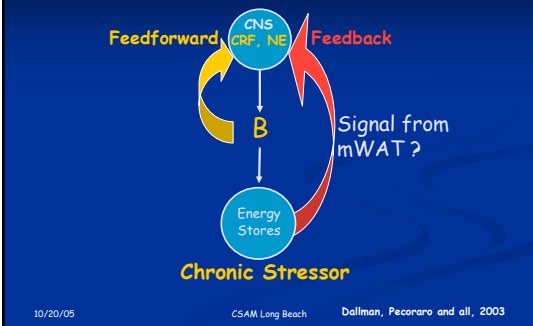 CNS
Feedforward CRF, NE Feedback
B
Signal from
mWAT?
Energy
Stores
Chronic Stressor
10/20/05 CSAM Long Beach Dallman, Pecoraro and all, 2003